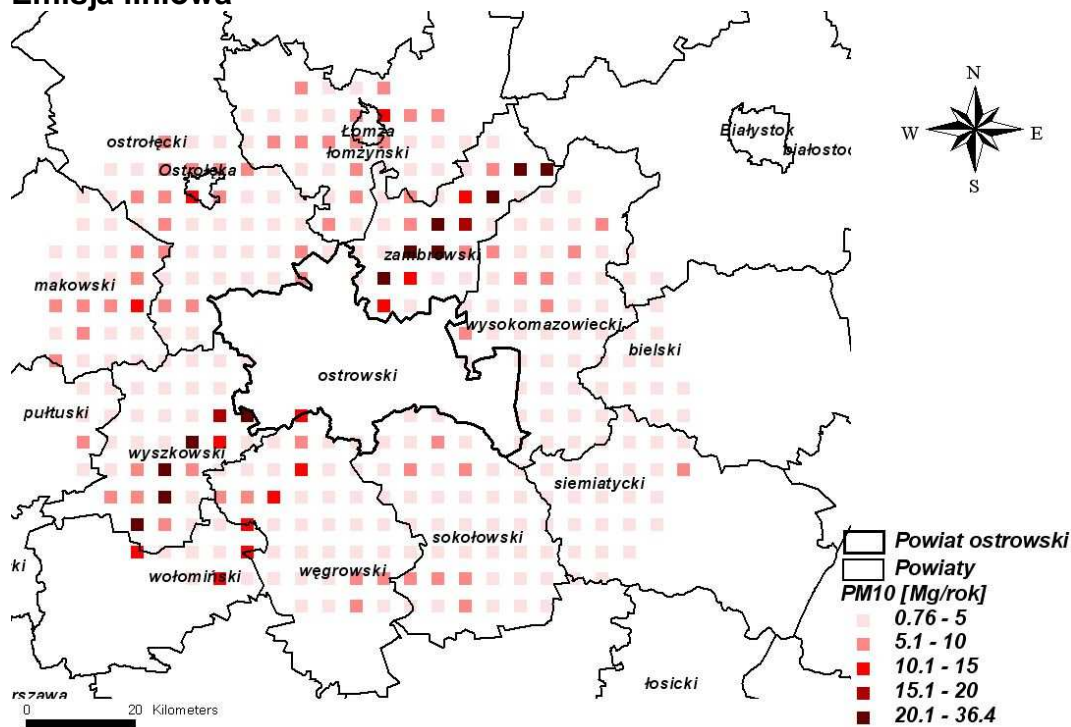 Emisja liniowa
N
W
E
S
ostrołęcki
Ostrołęka
Łomża
łomżyński
Białystok
białostoc
zambrowski
makowski
wysokomazowiecki
bielski
ostrowski
pułtuski
wyszkowski
siemiatycki
sokołowski
węgrowski
wołomiński
ki
łosicki
rszawa
0 20 Kilometers
Powiat ostrowski
Powiaty
PM10 [Mg/rok]
0.76 - 5
5.1 - 10
10.1 - 15
15.1 - 20
20.1 - 36.4